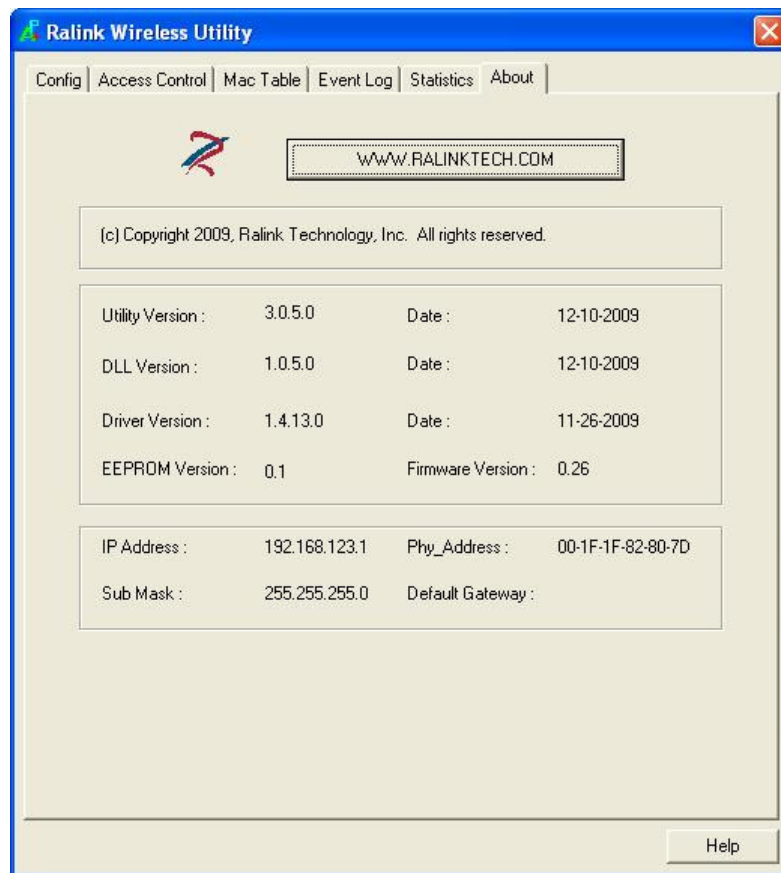 Ralink Wireless Utility
Config Access Control Mac Table Event Log Statistics About
WWW.RALINKTECH.COM
(c) Copyright 2009, Ralink Technology, Inc. All rights reserved.
Utility Version : 3.0.5.0 Date : 12-10-2009
DLL Version : 1.0.5.0 Date : 12-10-2009
Driver Version : 1.4.13.0 Date : 11-26-2009
EEPROM Version : 0.1 Firmware Version : 0.26
IP Address : 192.168.123.1 Phy_Address : 00-1F-1F-82-80-7D
Sub Mask : 255.255.255.0 Default Gateway :
Help